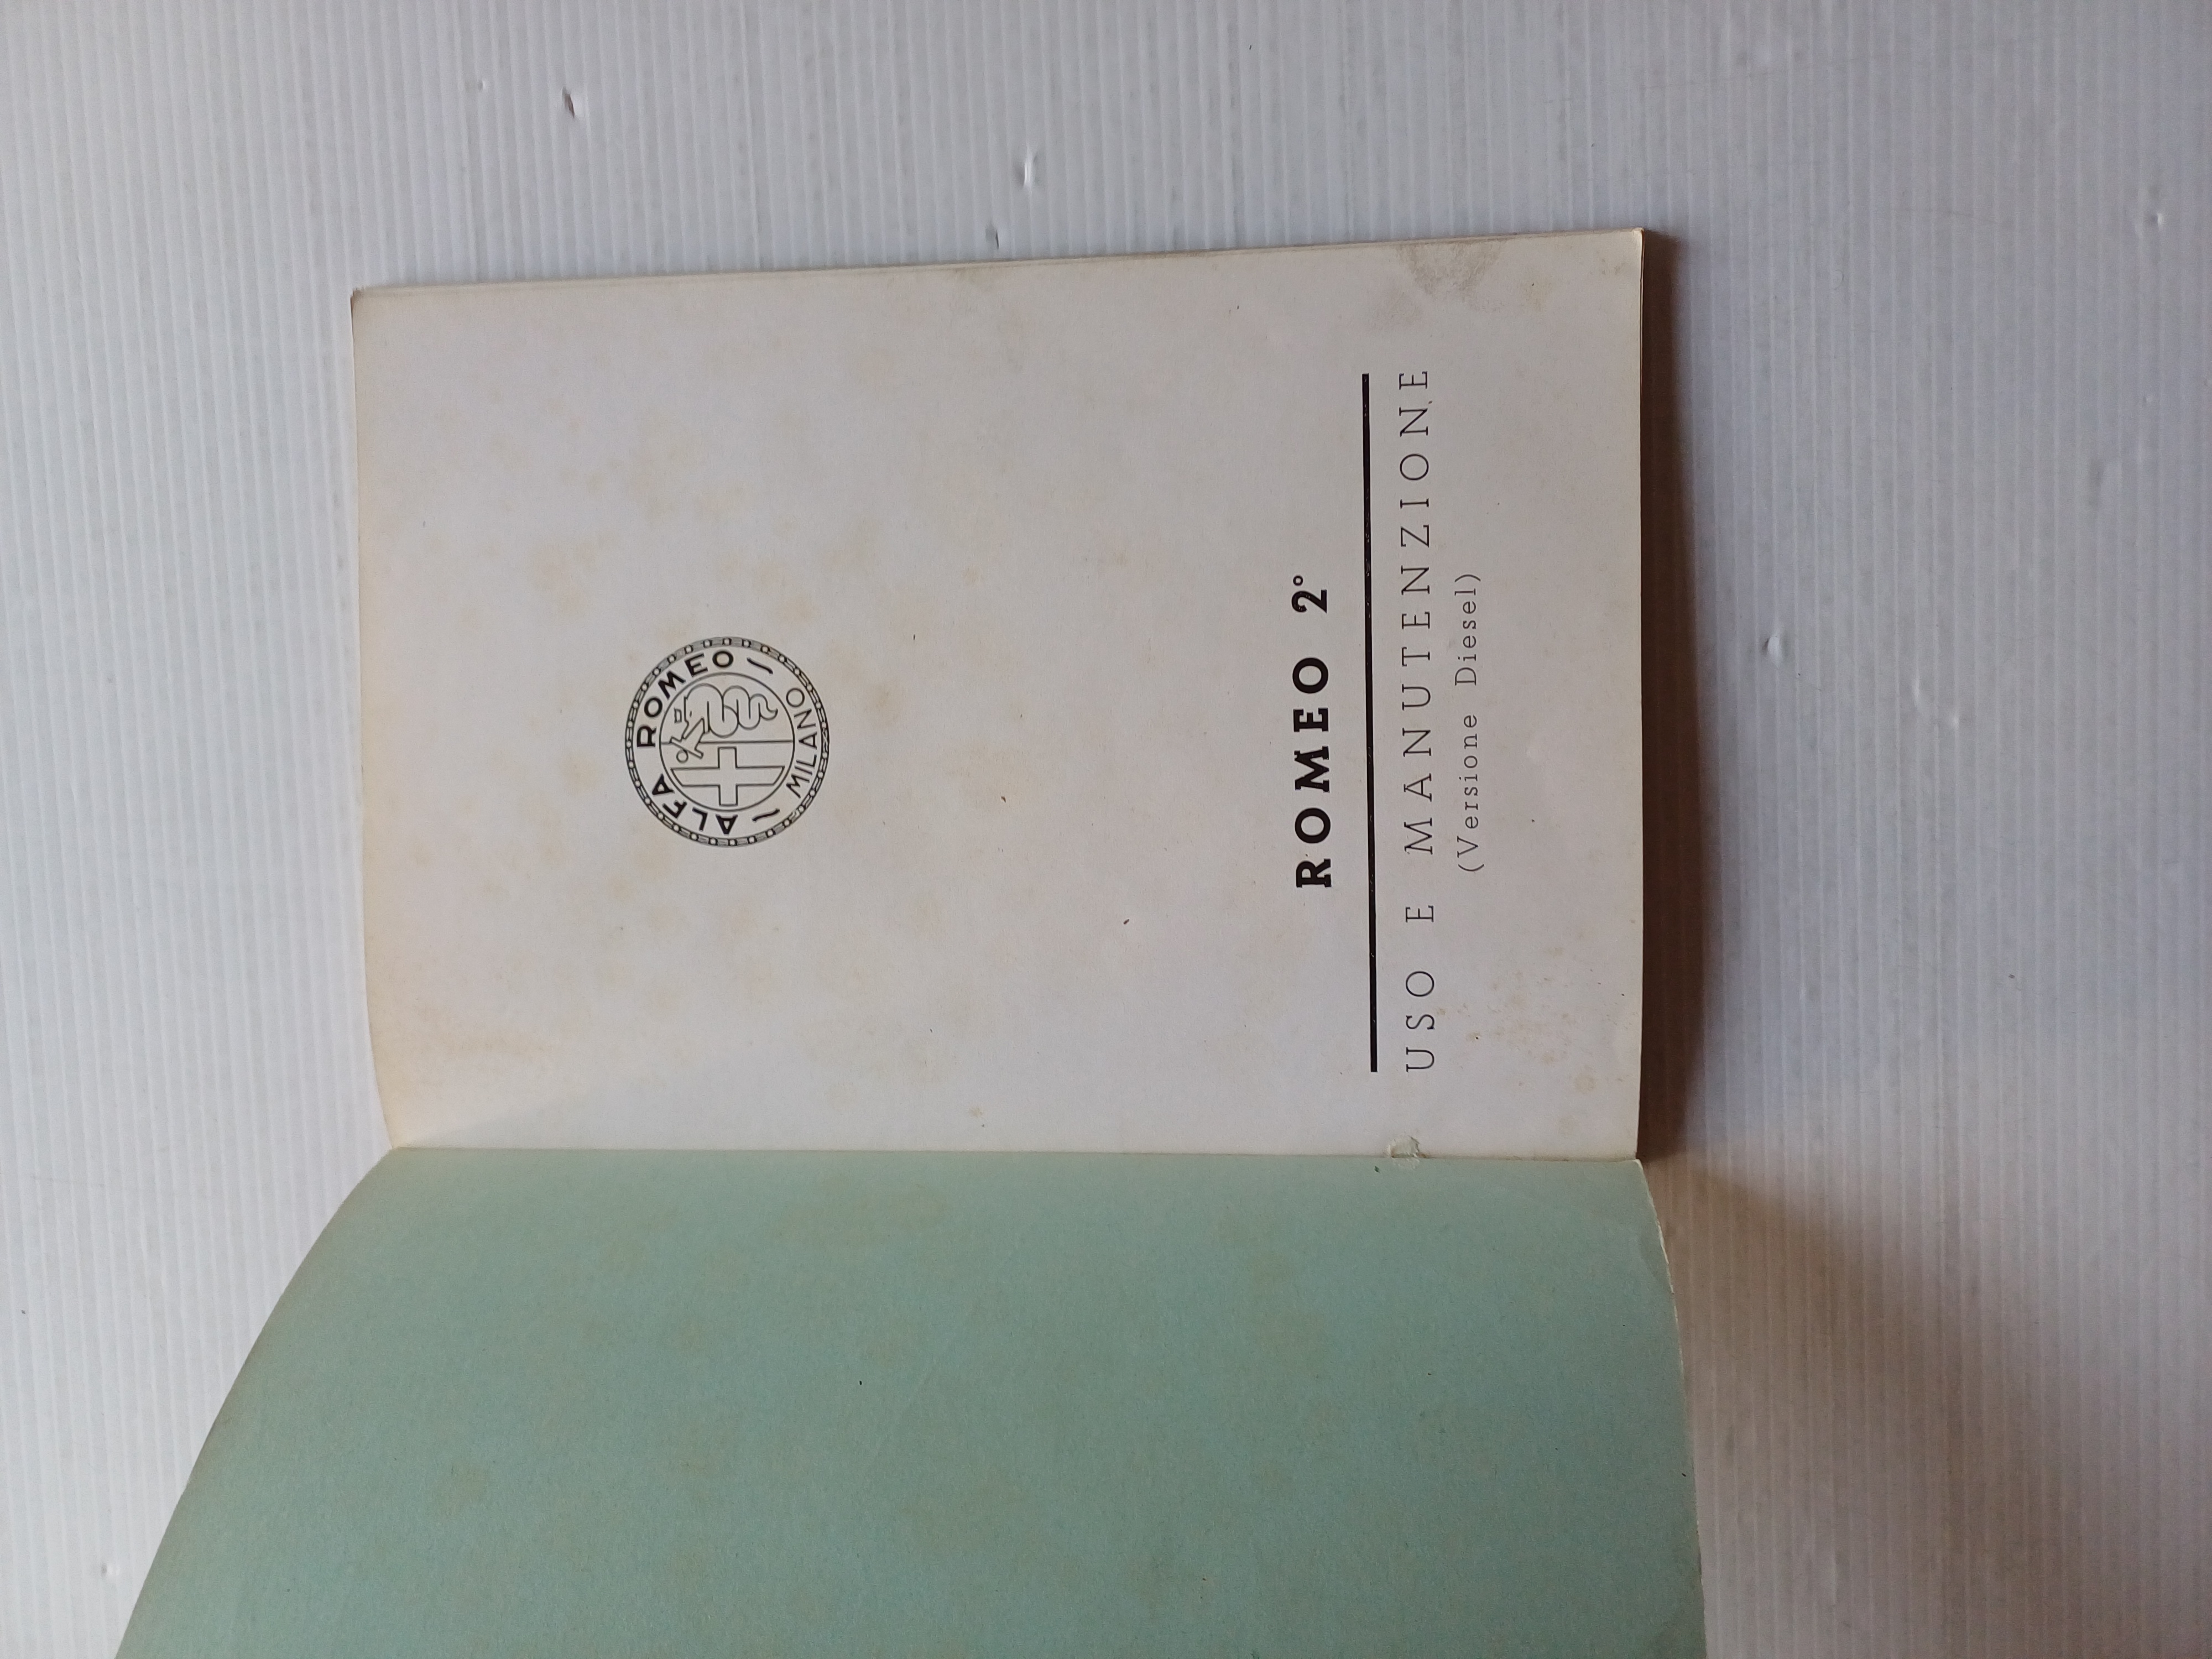 ALFA ROMEO
MILANO
ROMEO 2°
USO E MANUTENZIONE
(Versione Diesel)